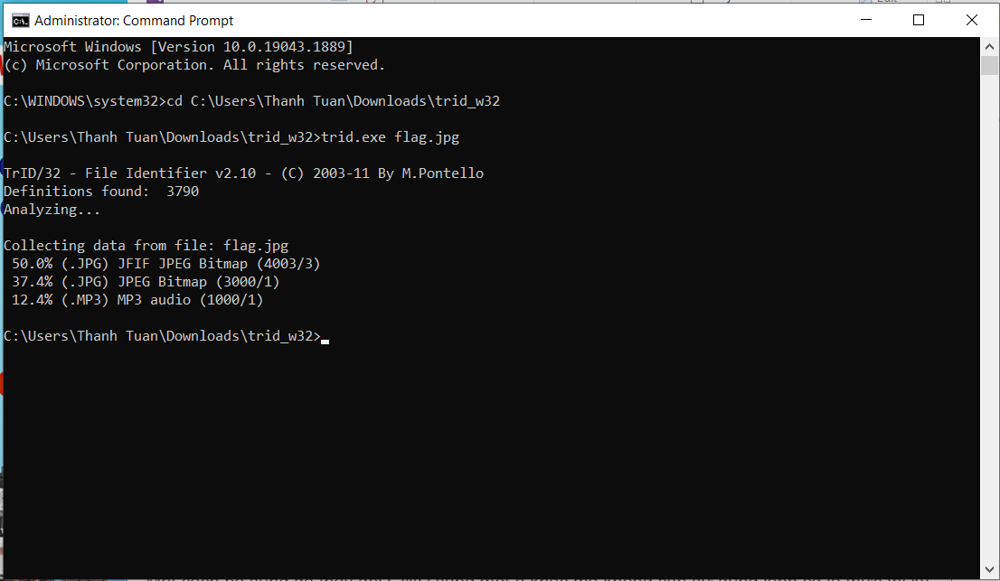 Administrator: Command Prompt
Microsoft Windows [Version 10.0.19043.1889]
(c) Microsoft Corporation. All rights reserved.
C:\WINDOWS\system32>cd C:\Users\Thanh Tuan\Downloads\trid_w32
C:\Users\Thanh Tuan\Downloads\trid_w32>trid.exe flag.jpg
TrID/32 - File Identifier v2.10 - (C) 2003-11 By M.Pontello
Definitions found:  3790
Analyzing...
Collecting data from file: flag.jpg
 50.0% (.JPG) JFIF JPEG Bitmap (4003/3)
 37.4% (.JPG) JPEG Bitmap (3000/1)
 12.4% (.MP3) MP3 audio (1000/1)
C:\Users\Thanh Tuan\Downloads\trid_w32>